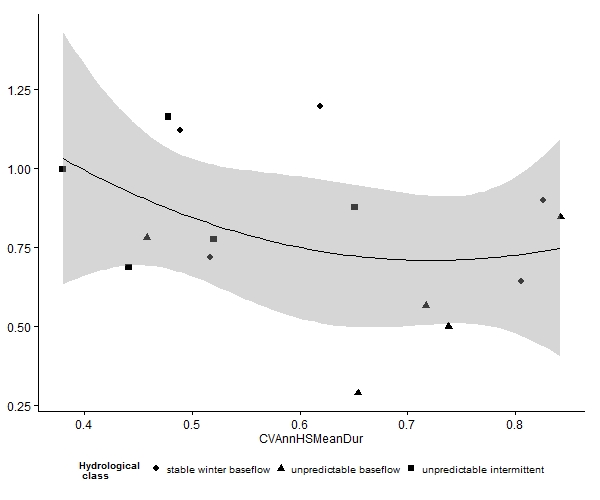 1.25
1.00
0.75
0.50
0.25
0.4 0.5 0.6 0.7 0.8
CVAnnHSMeanDur
Hydrological class stable winter baseflow unpredictable baseflow unpredictable intermittent